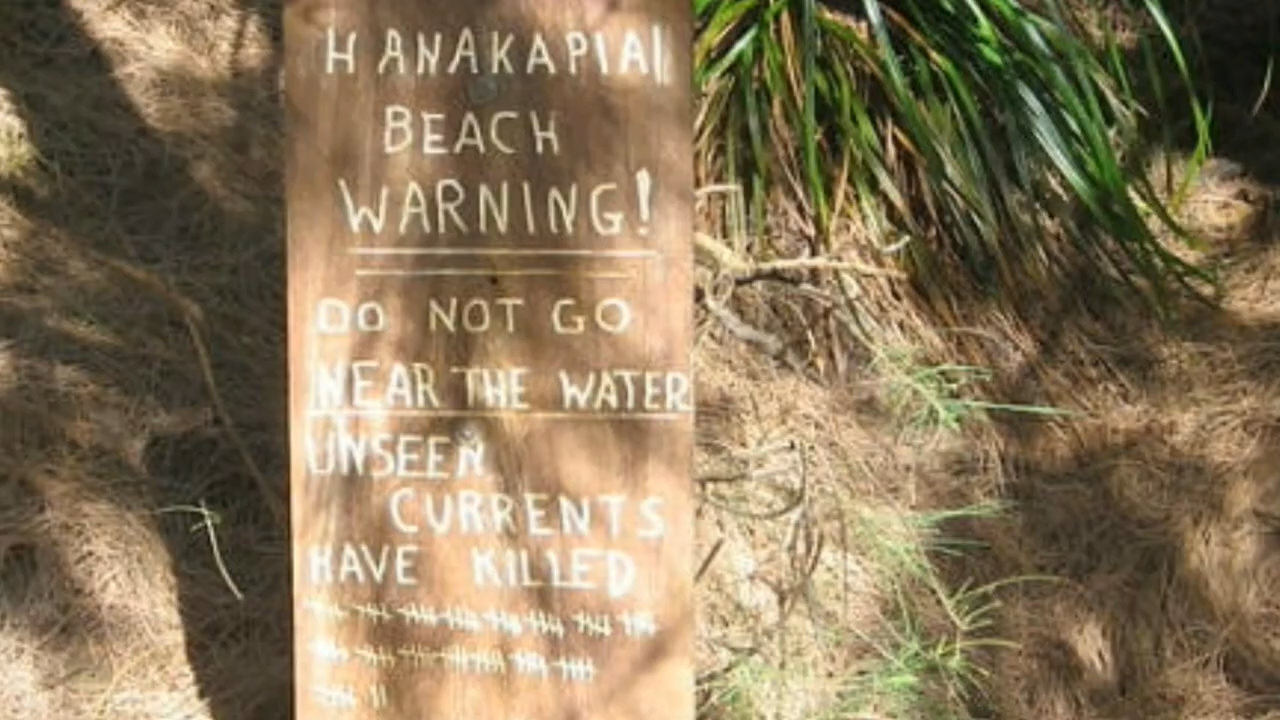 HANAKAPIAI
BEACH
WARNING!
DO NOT GO
NEAR THE WATER
UNSEEN
CURRENTS
HAVE KILLED